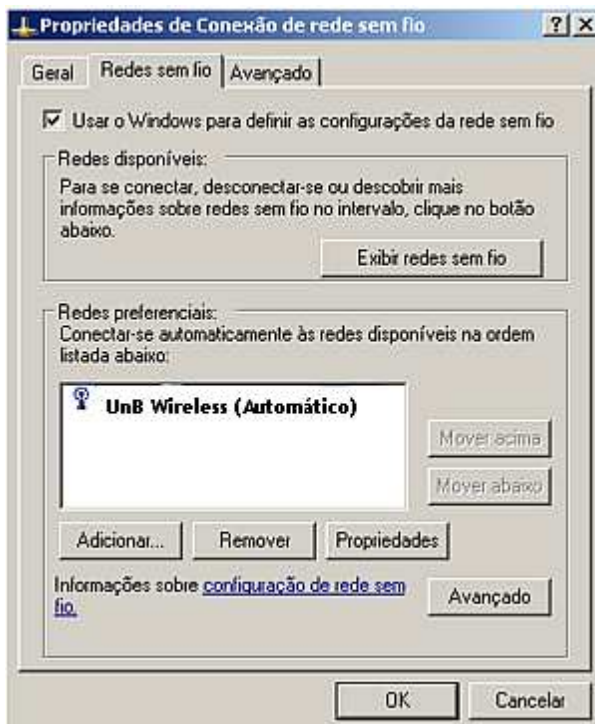 Propriedades de Conexão de rede sem fio
Geral
Redes sem fio
Avançado
Usar o Windows para definir as configurações da rede sem fio
Redes disponíveis:
Para se conectar, desconectar-se ou descobrir mais
informações sobre redes sem fio no intervalo, clique no botão
abaixo.
Exibir redes sem fio
Redes preferenciais:
Conectar-se automaticamente às redes disponíveis na ordem
listada abaixo:
UnB Wireless (Automático)
Mover acima
Mover abaixo
Adicionar...
Remover
Propriedades
Informações sobre configuração de rede sem
fio.
Avançado
OK
Cancelar